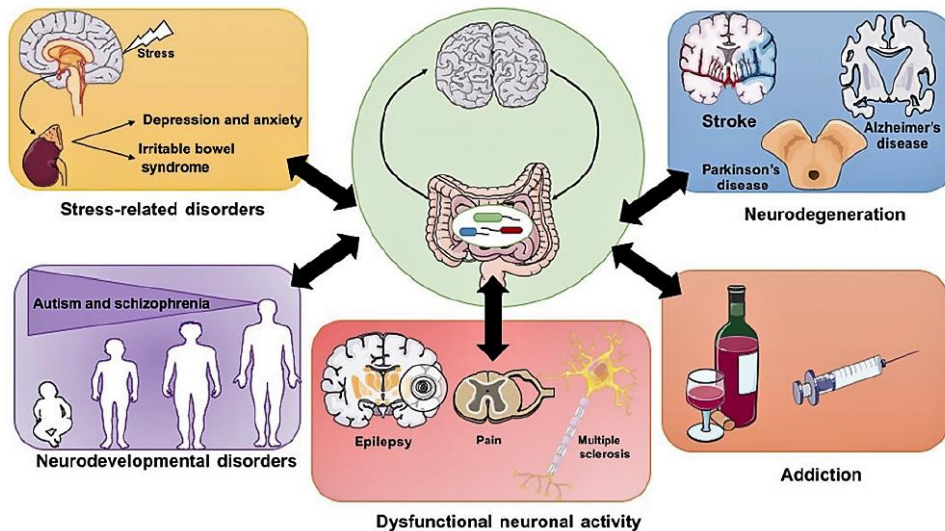 Stress
Depression and anxiety
Irritable bowel
syndrome
Stress-related disorders
Stroke
Alzheimer's
disease
Parkinson's
disease
Neurodegeneration
Autism and schizophrenia
Neurodevelopmental disorders
Epilepsy
Pain
Multiple
sclerosis
Dysfunctional neuronal activity
Addiction